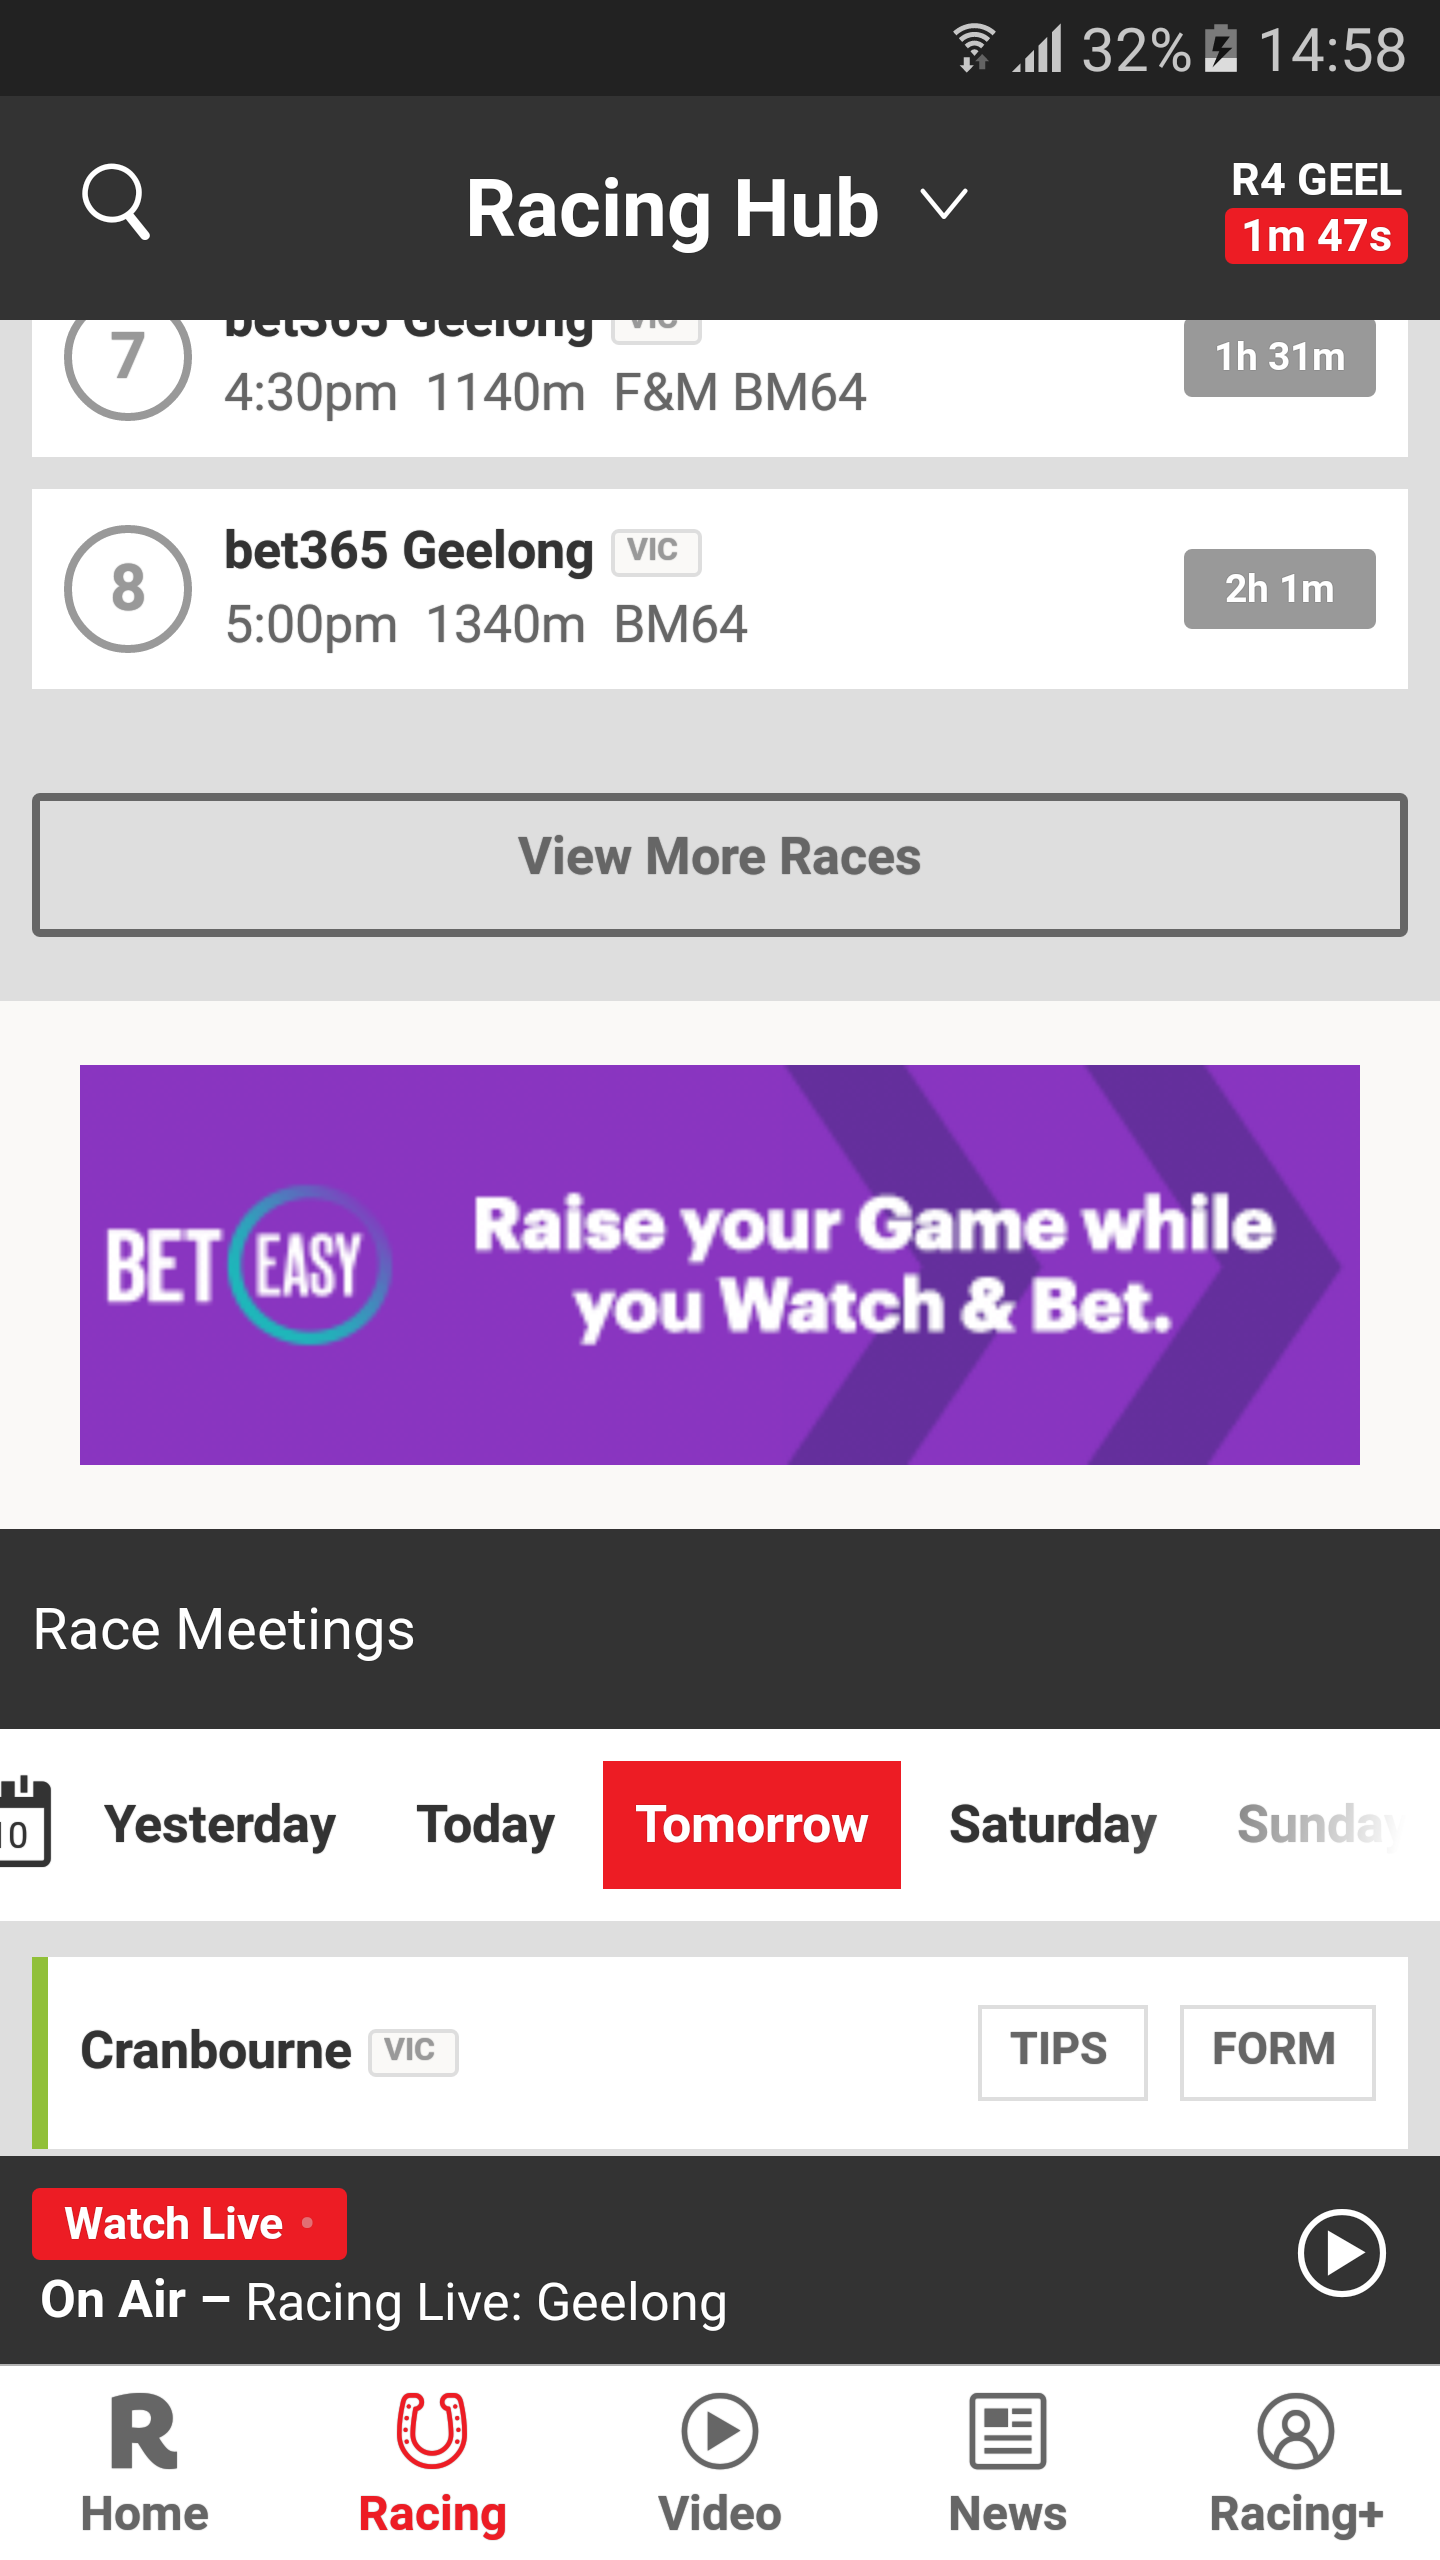 32% 14:58
Racing Hub
R4 GEEL
1m 47s
7
bet365 Geelong VIC
4:30pm 1140m F&M BM64
1h 31m
8
bet365 Geelong VIC
5:00pm 1340m BM64
2h 1m
View More Races
BET EASY
Raise your Game while
you Watch & Bet.
Race Meetings
10
Yesterday Today Tomorrow Saturday Sunday
Cranbourne VIC
TIPS FORM
Watch Live
On Air – Racing Live: Geelong
Home Racing Video News Racing+